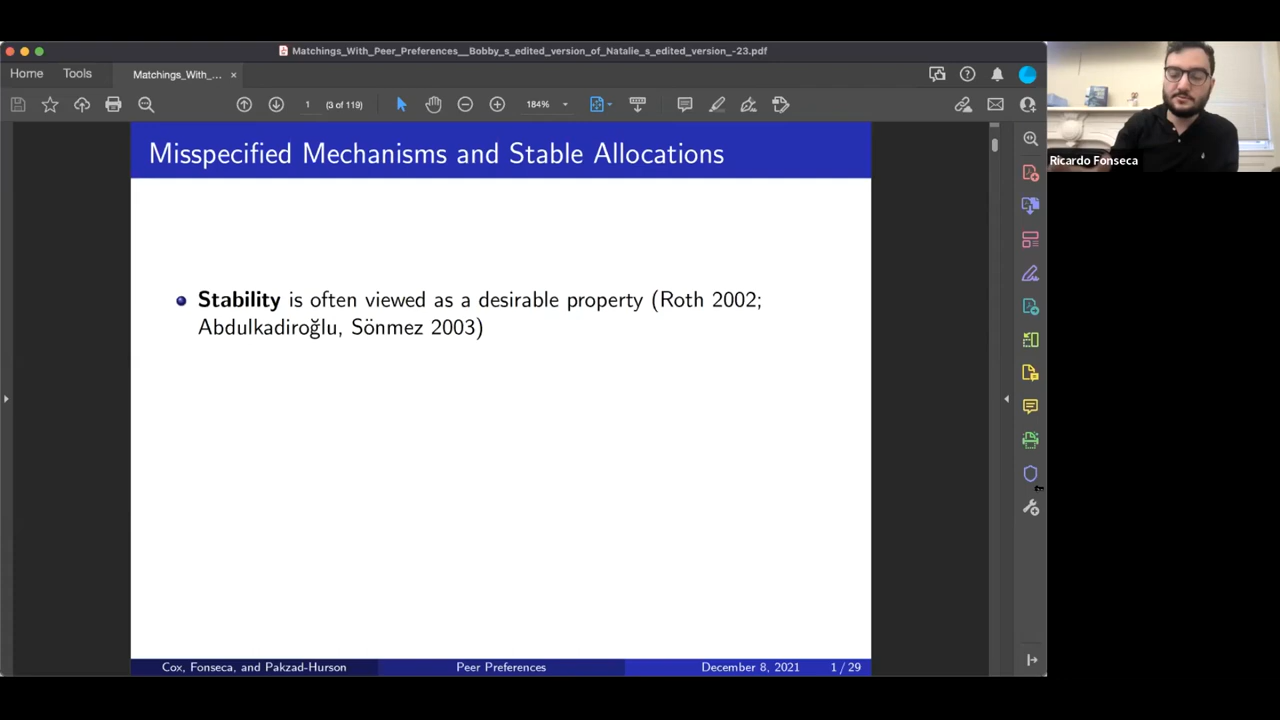 Matchings_With_Peer_Preferences__Bobby_s_edited_version_of_Natalie_s_edited_version_-23.pdf
Home
Tools
Matchings_With_...
×
1
(3 of 119)
184%
Ricardo Fonseca
Misspecified Mechanisms and Stable Allocations
Stability is often viewed as a desirable property (Roth 2002;
Abdulkadiroğlu, Sönmez 2003)
Cox, Fonseca, and Pakzad-Hurson
Peer Preferences
December 8, 2021
1 / 29